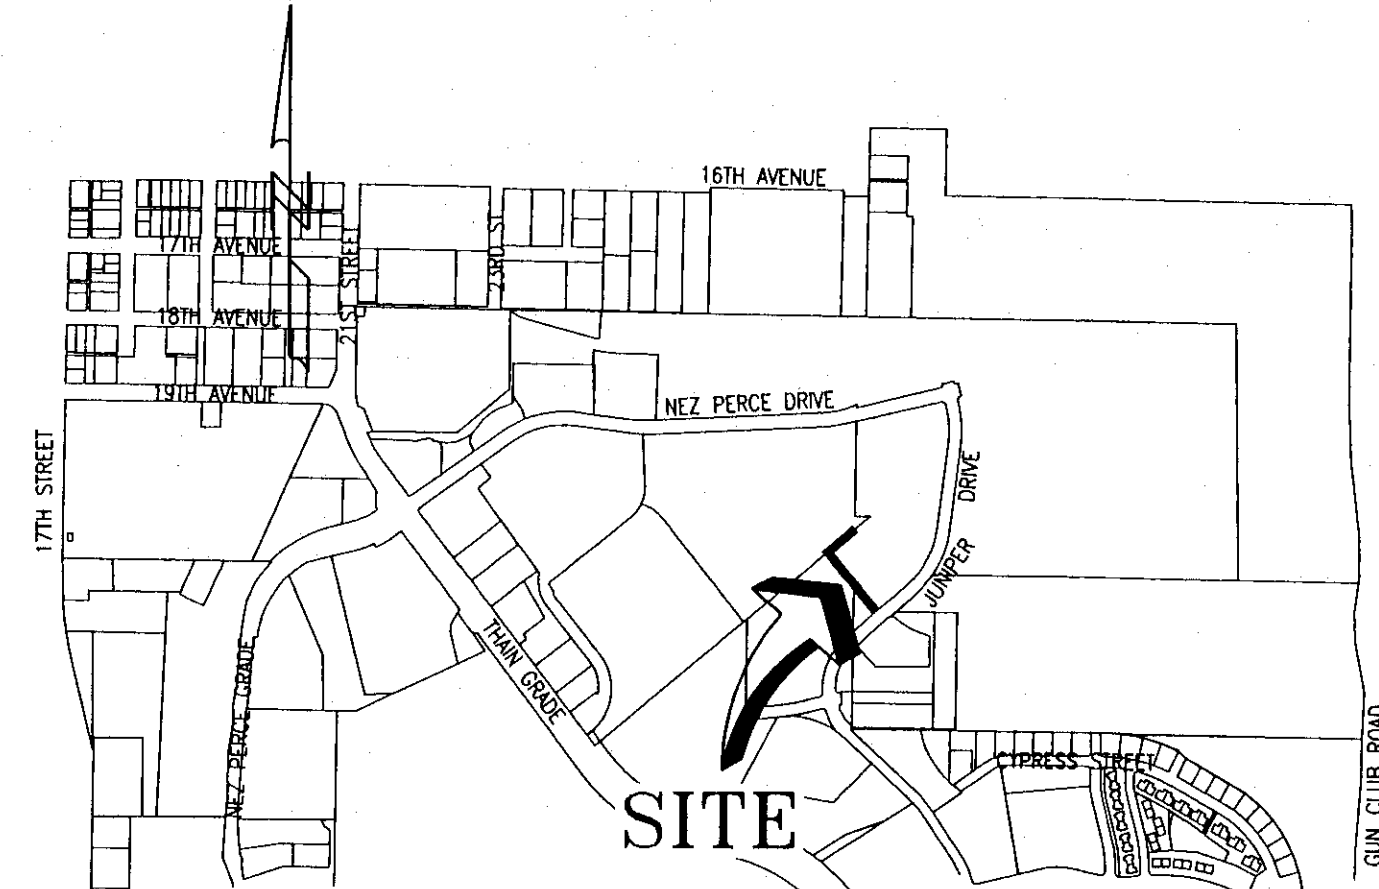 16TH AVENUE
17TH AVENUE
21ST STREET
23RD ST
18TH AVENUE
19TH AVENUE
NEZ PERCE DRIVE
17TH STREET
JUNIPER DRIVE
THAIN GRADE
NEZ PERCE GRADE
CYPRESS STREET
GUN CLUB ROAD
SITE
N